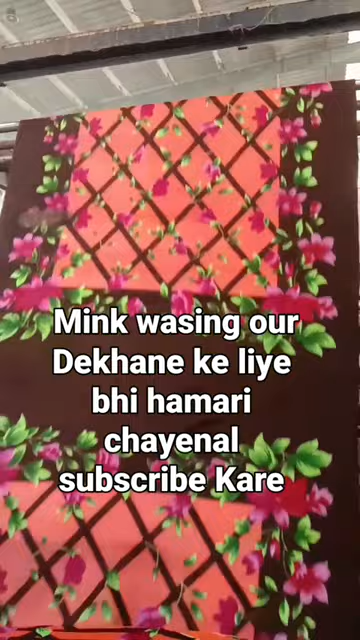 Mink wasing our
Dekhane ke liye
bhi hamari
chayenal
subscribe Kare